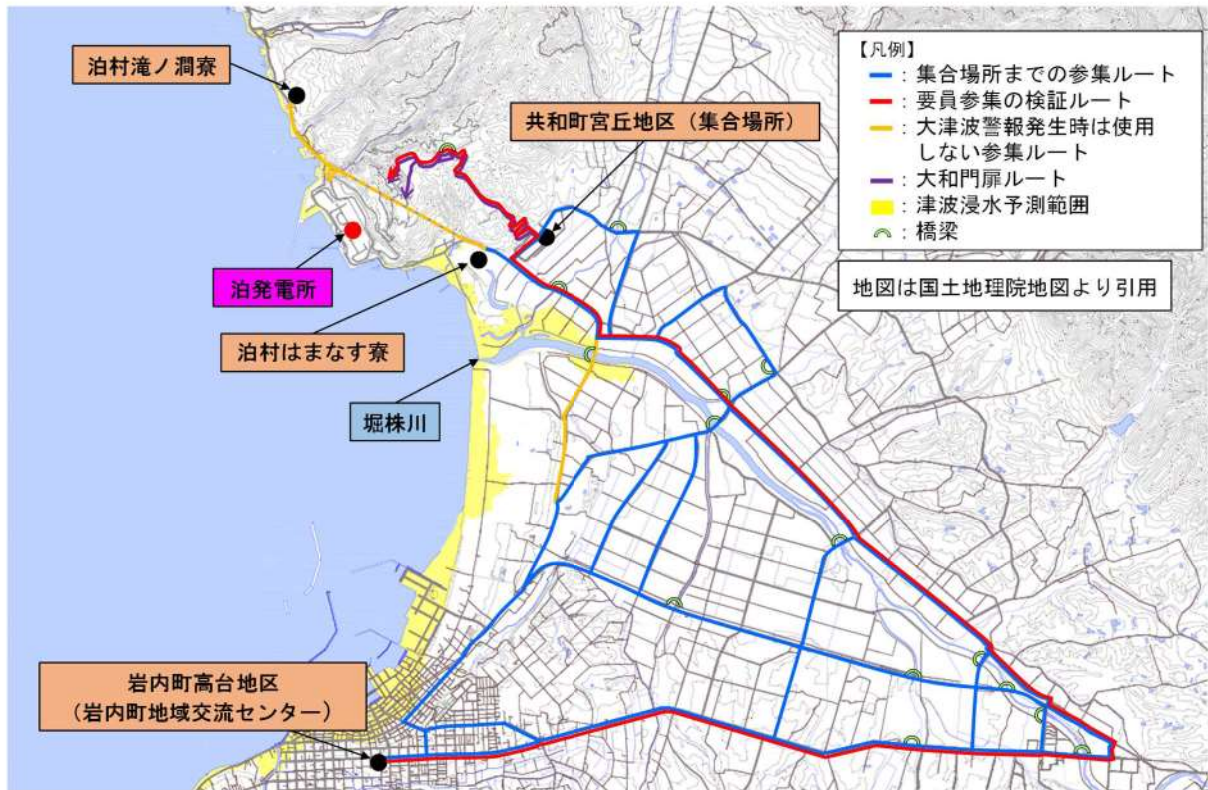 泊村滝ノ澗寮
共和町宮丘地区（集合場所）
泊発電所
泊村はまなす寮
堀株川
岩内町高台地区
（岩内町地域交流センター）
【凡例】
：集合場所までの参集ルート
：要員参集の検証ルート
：大津波警報発生時は使用
しない参集ルート
：大和門扉ルート
：津波浸水予測範囲
：橋梁
地図は国土地理院地図より引用